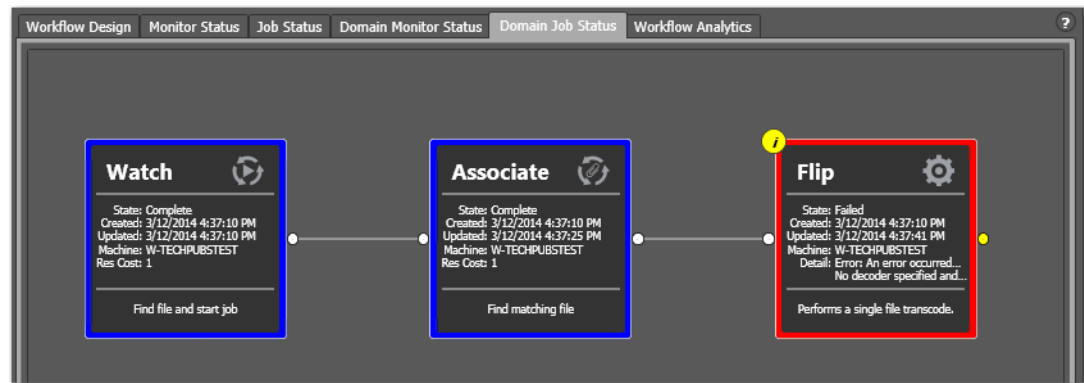 Workflow Design Monitor Status Job Status Domain Monitor Status Domain Job Status Workflow Analytics ?
Watch
State: Complete
Created: 3/12/2014 4:37:10 PM
Updated: 3/12/2014 4:37:10 PM
Machine: W-TECHPUBSTEST
Res Cost: 1
Find file and start job
Associate
State: Complete
Created: 3/12/2014 4:37:10 PM
Updated: 3/12/2014 4:37:25 PM
Machine: W-TECHPUBSTEST
Res Cost: 1
Find matching file
i
Flip
State: Failed
Created: 3/12/2014 4:37:10 PM
Updated: 3/12/2014 4:37:41 PM
Machine: W-TECHPUBSTEST
Detail: Error: An error occurred...
No decoder specified and...
Performs a single file transcode.